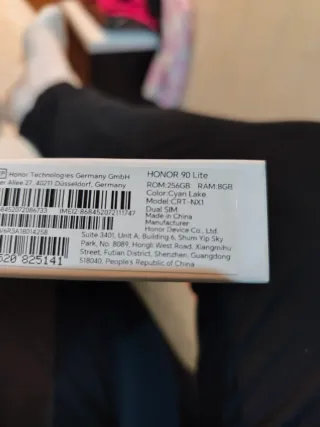 Honor Technologies Germany GmbH
Allee 27, 40211 Düsseldorf, Germany
IMEI2:868452072111747
HONOR 90 Lite
ROM:256GB RAM:8GB
Color:Cyan Lake
Model:CRT-NX1
Dual SIM
Made in China
Manufacturer
Honor Device Co., Ltd.
Suite 3401, Unit A, Building 6, Shum Yip Sky
Park, No. 8089, Hongli West Road, Xiangmihu
Street, Futian District, Shenzhen, Guangdong
518040, People's Republic of China
825141